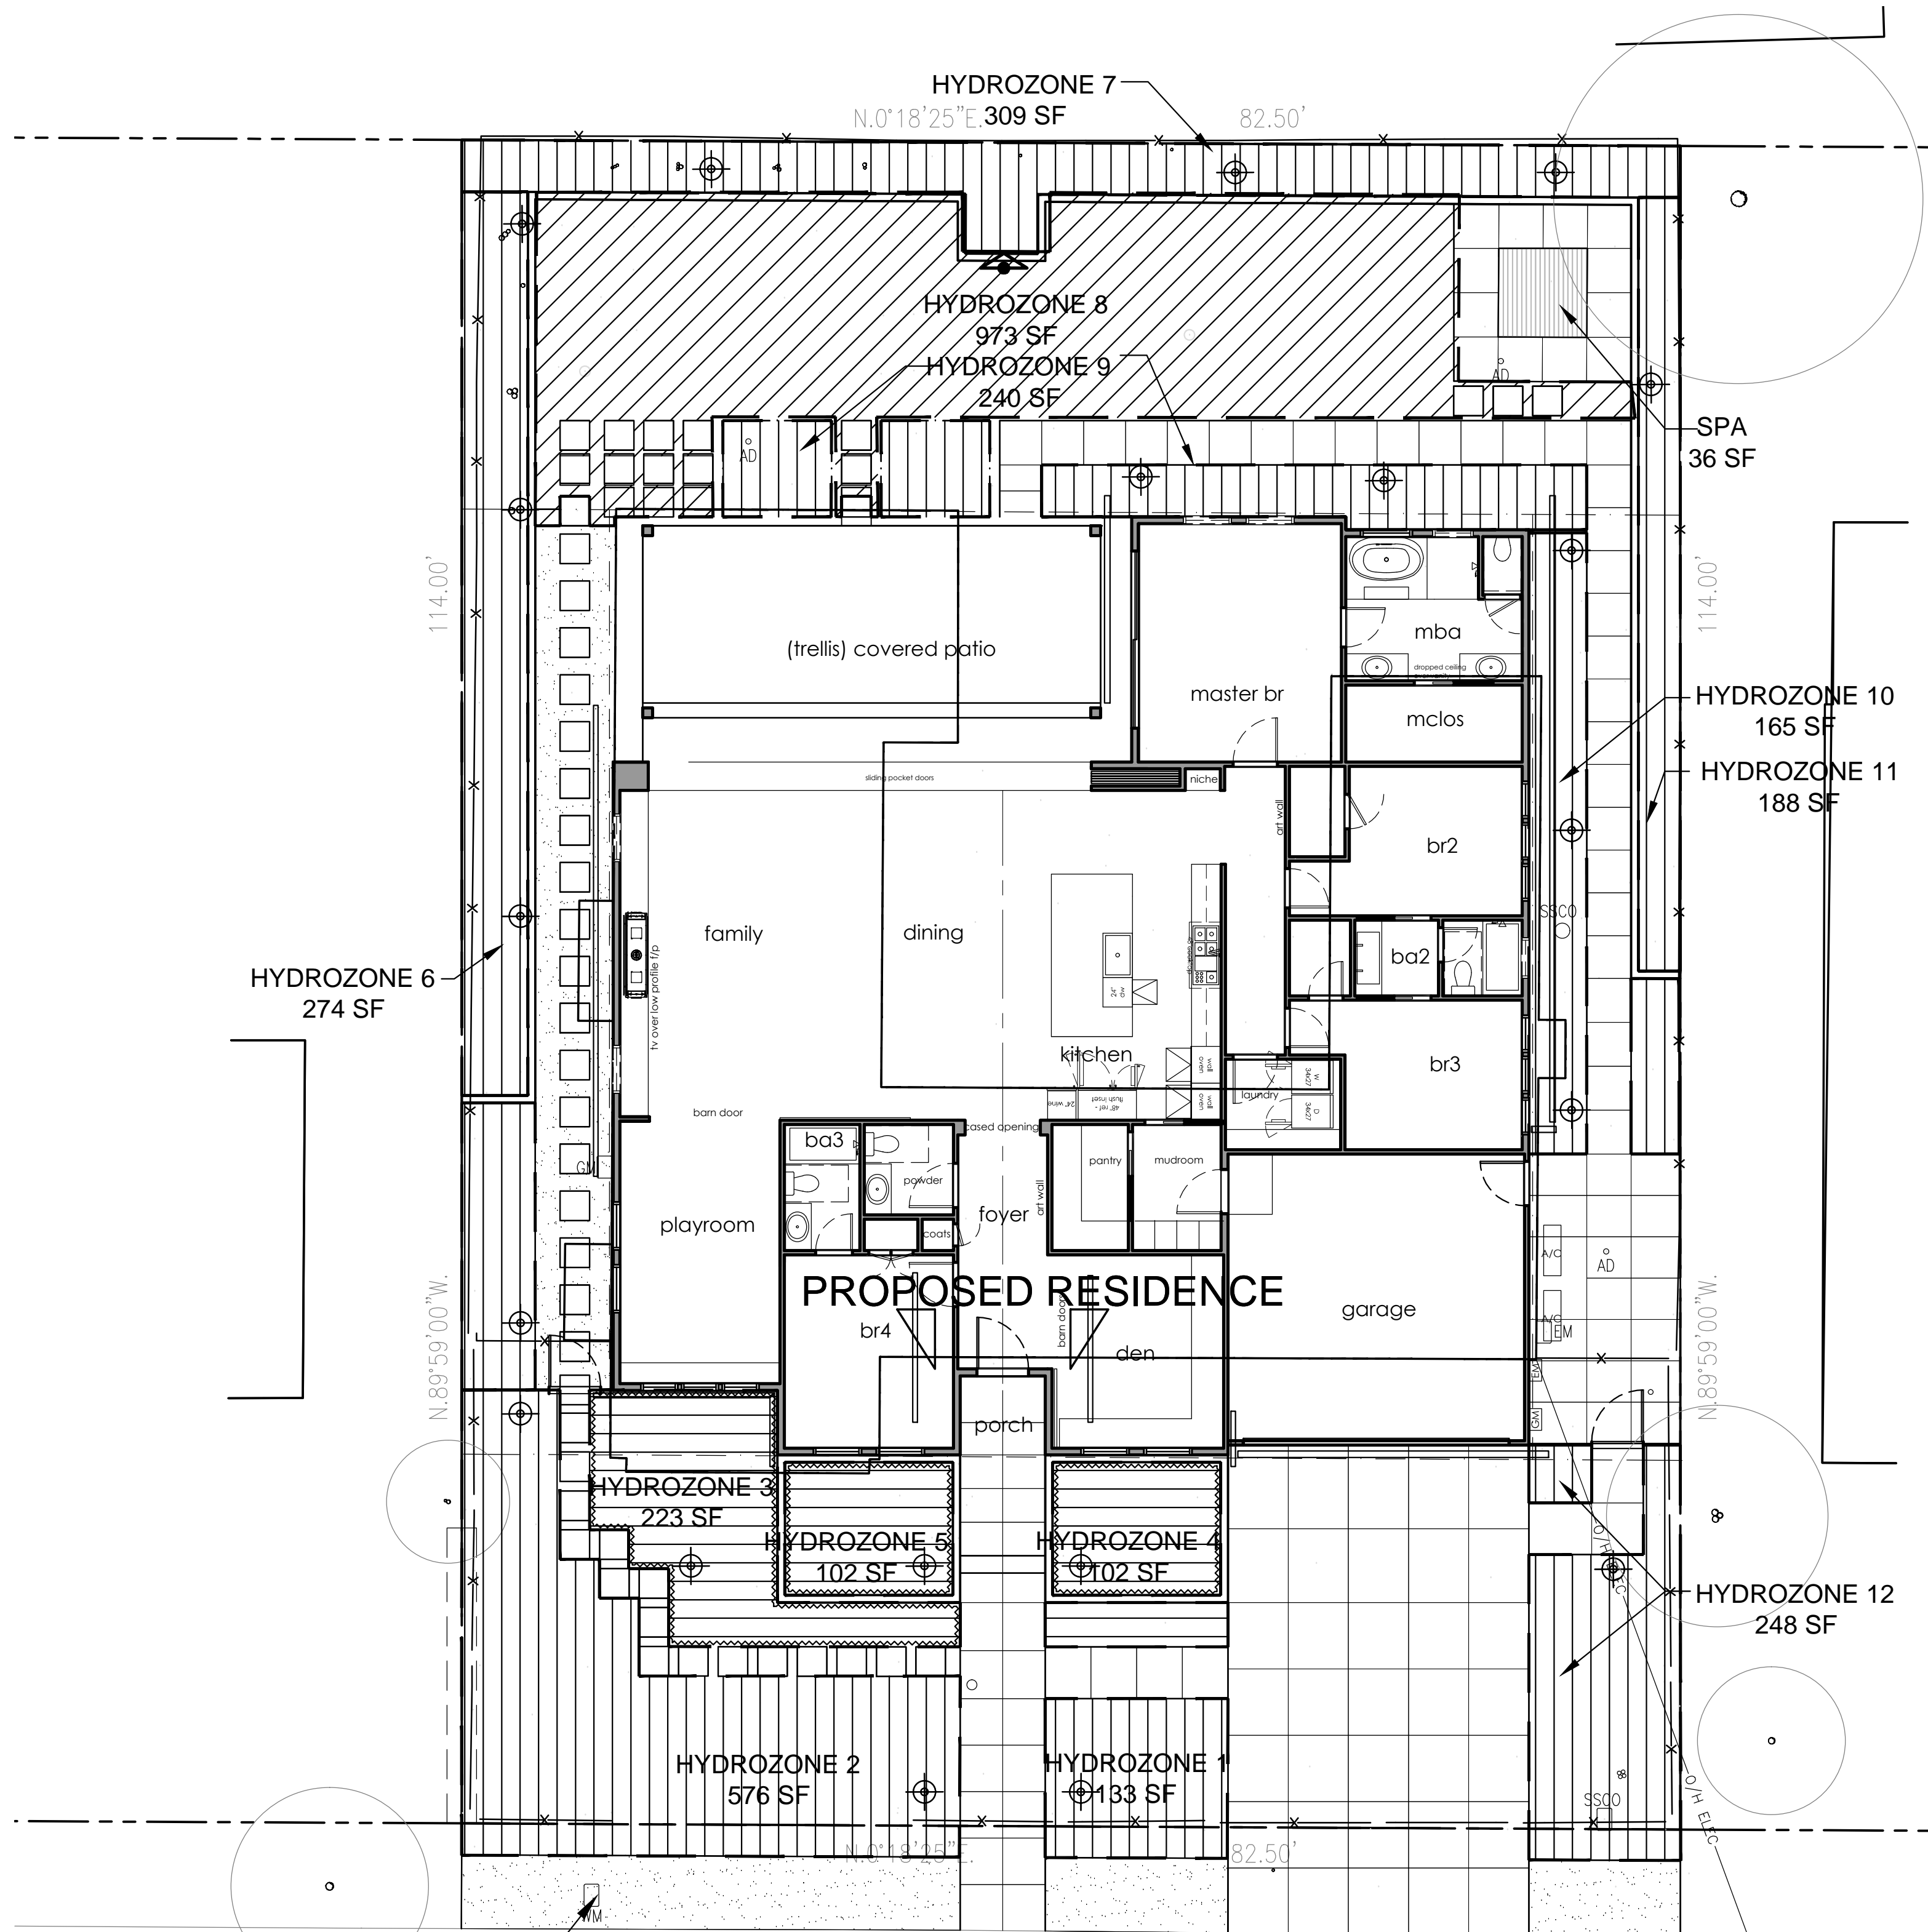 HYDROZONE 7
N.0°18'25"E.
309 SF
82.50'
HYDROZONE 8
973 SF
HYDROZONE 9
240 SF
AD
AD
SPA
36 SF
114.00'
114.00'
(trellis) covered patio
master br
mba
dropped ceiling
mclos
HYDROZONE 10
165 SF
HYDROZONE 11
188 SF
sliding pocket doors
niche
art wall
br2
family
dining
SSCO
tv over low profile f/p
24"
dw
ba2
HYDROZONE 6
274 SF
kitchen
br3
wall
oven
wall
oven
24" wine
48" ref -
flush inset
laundry
W
34x27
D
34x27
barn door
cased opening
ba3
powder
pantry
mudroom
GM
art wall
playroom
coats
foyer
A/C
AD
PROPOSED RESIDENCE
garage
br4
barn doors
A/C
EM
den
N.89°59'00"W.
N.89°59'00"W.
EM
porch
GM
HYDROZONE 3
223 SF
HYDROZONE 5
102 SF
HYDROZONE 4
102 SF
O/H ELEC
HYDROZONE 12
248 SF
HYDROZONE 2
576 SF
HYDROZONE 1
133 SF
SSCO
O/H ELEC
N.0°18'25"E.
82.50'
WM